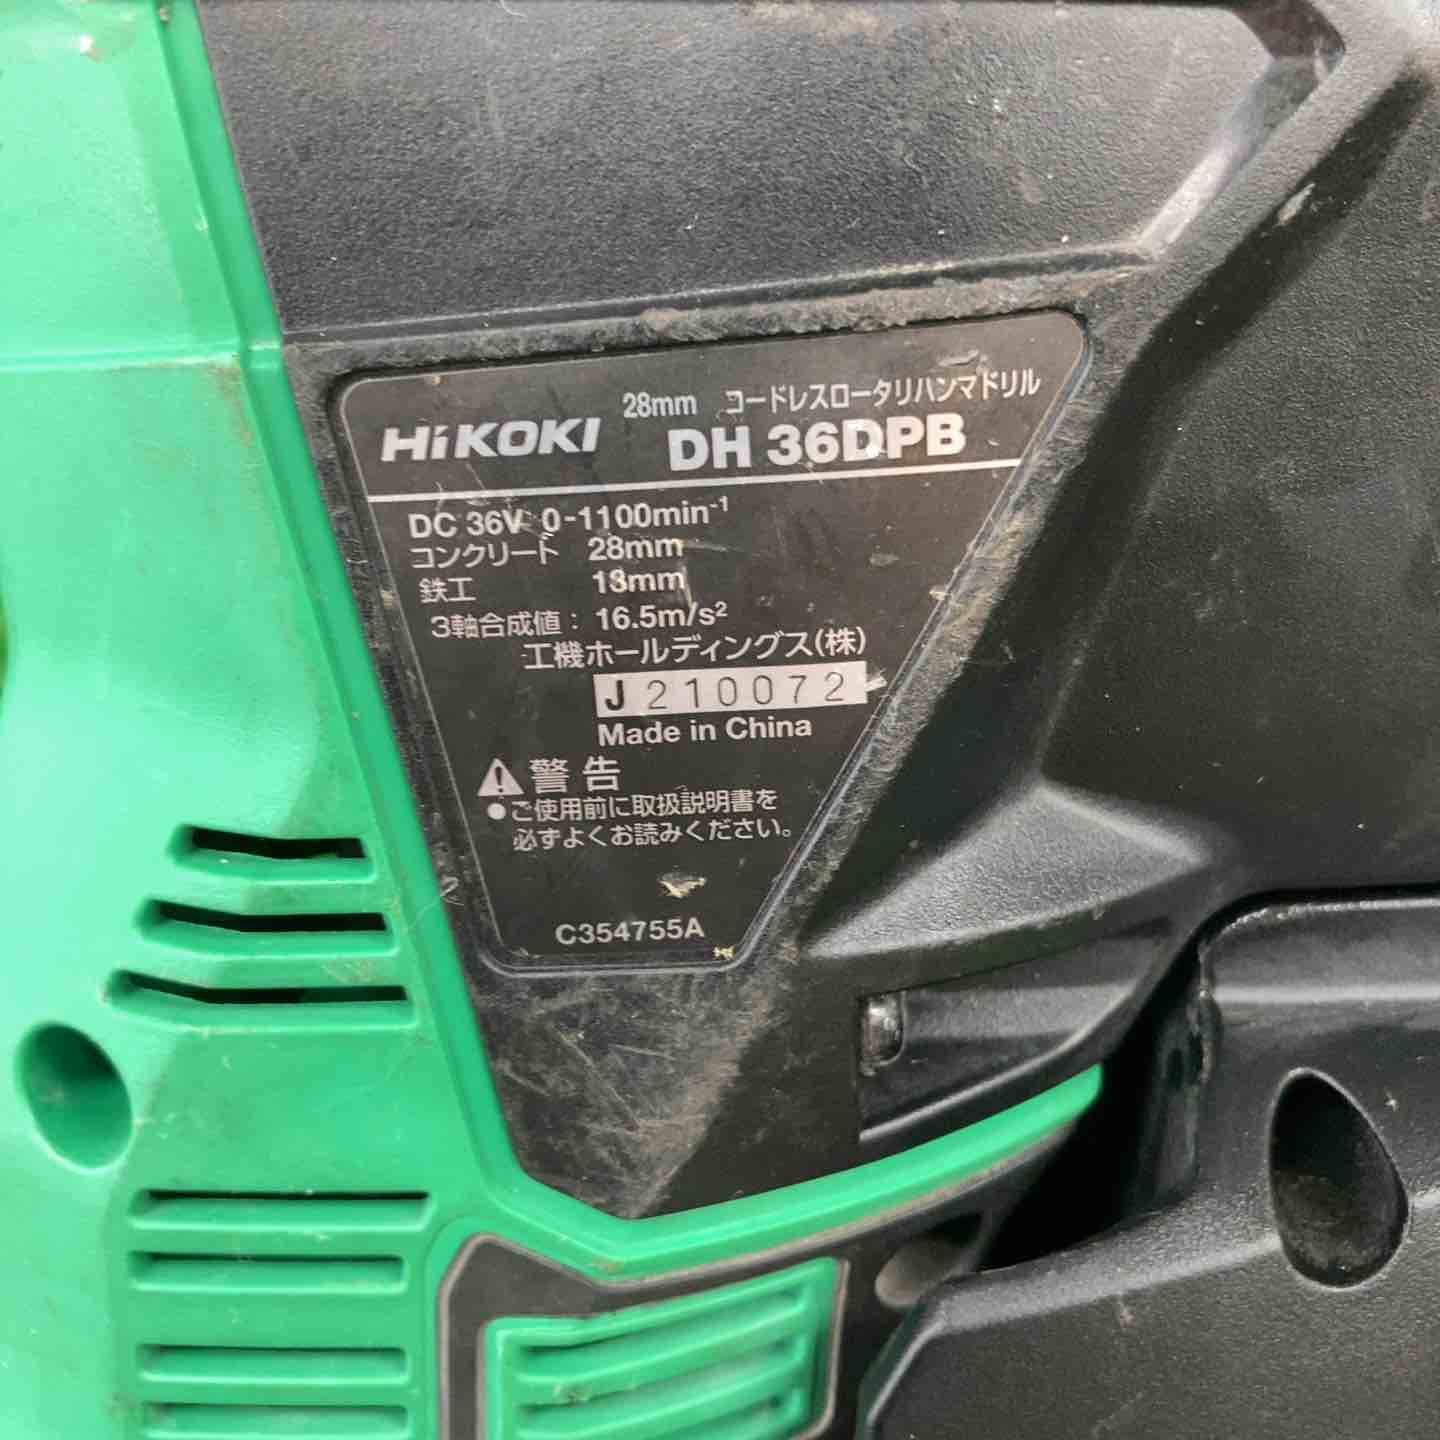 28mm コードレスロータリハンマドリル
HiKOKI DH 36DPB
DC 36V 0-1100min⁻¹
コンクリート 28mm
鉄工 13mm
3軸合成値: 16.5m/s²
工機ホールディングス(株)
J210072
Made in China
警告
●ご使用前に取扱説明書を
必ずよくお読みください。
C354755A